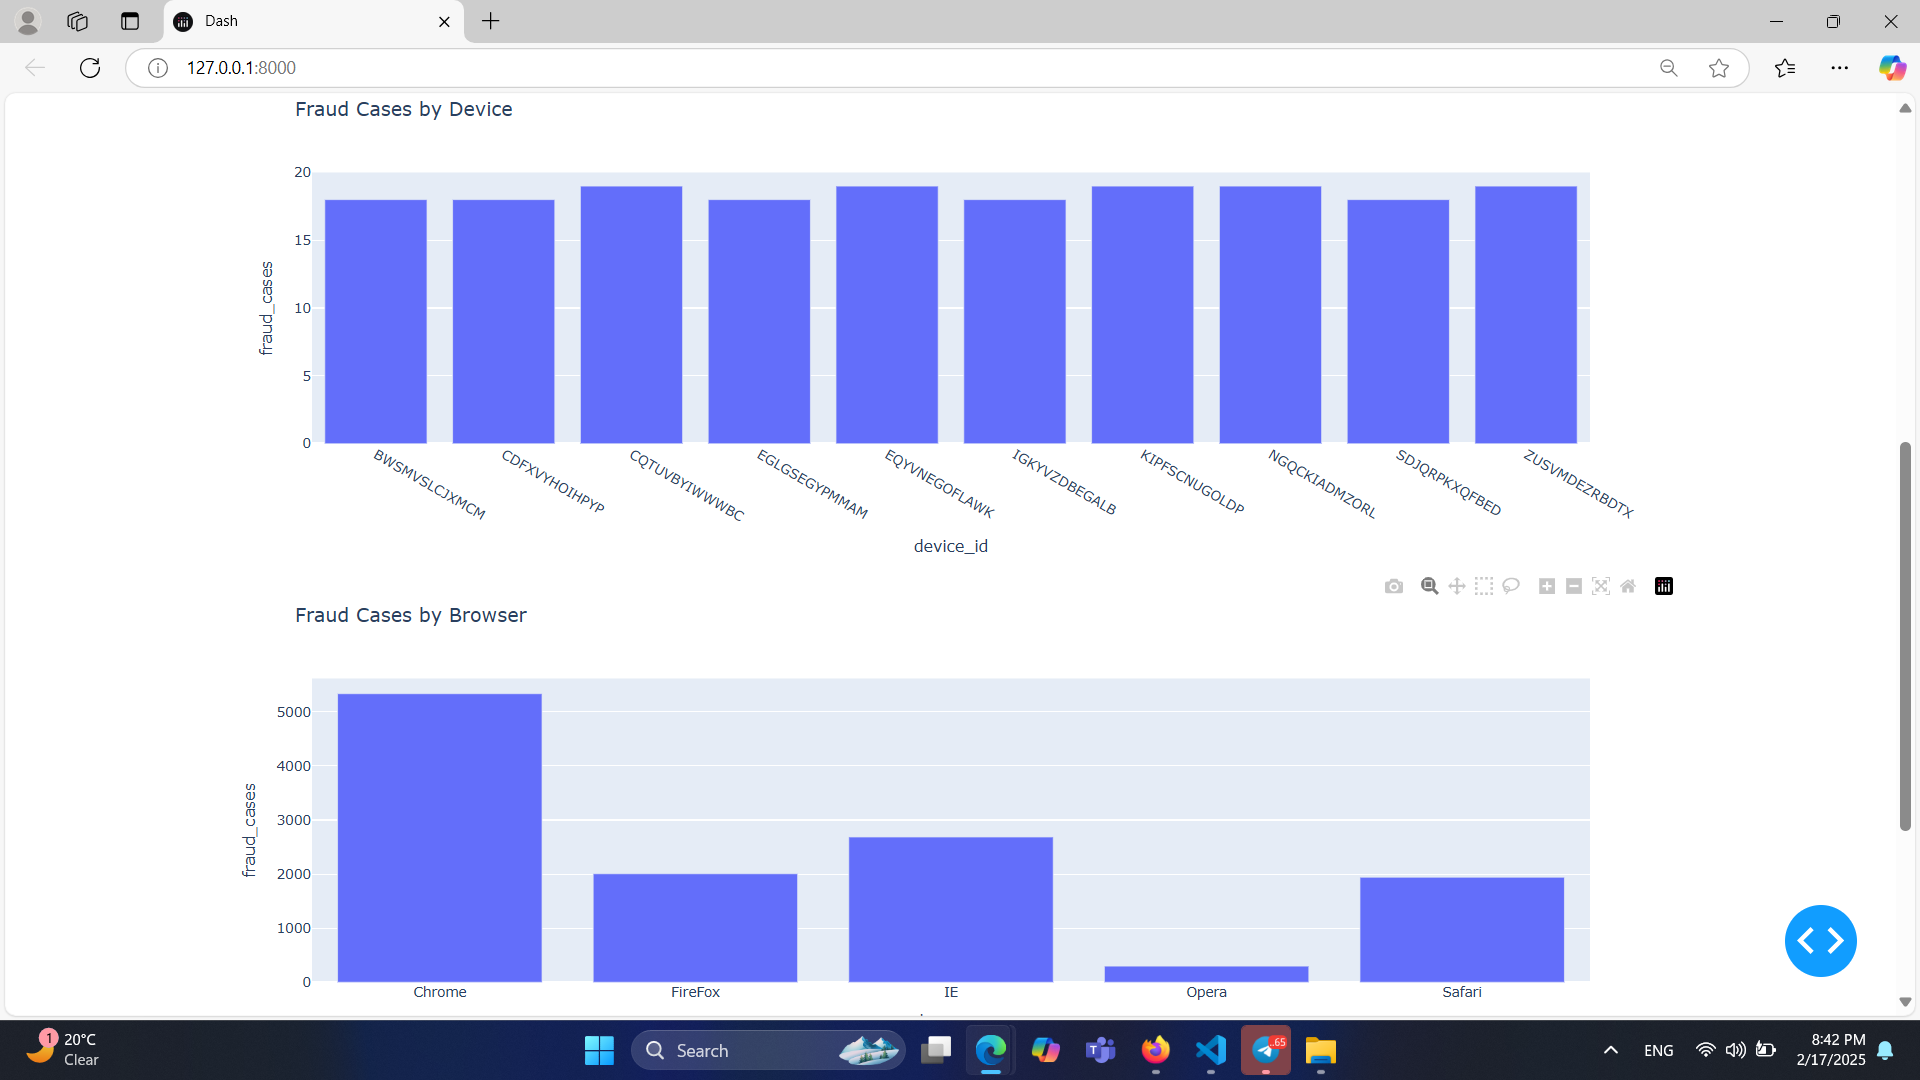 Dash
127.0.0.1:8000
Fraud Cases by Device
20
15
10
5
0
fraud_cases
BWSMVSLCJXMCM
CDFXVYHOIHPYP
CQTUVBYIWWWBC
EGLGSEGYPMMAM
EQYVNEGOFLAWK
IGKYVZDBEGALB
KIPFSCNUGOLDP
NGQCKIADMZORL
SDJQRPKXQFBED
ZUSVMDEZRBDTX
device_id
Fraud Cases by Browser
5000
4000
3000
2000
1000
0
fraud_cases
Chrome
FireFox
IE
Opera
Safari
1
20°C
Clear
Search
ENG
8:42 PM
2/17/2025